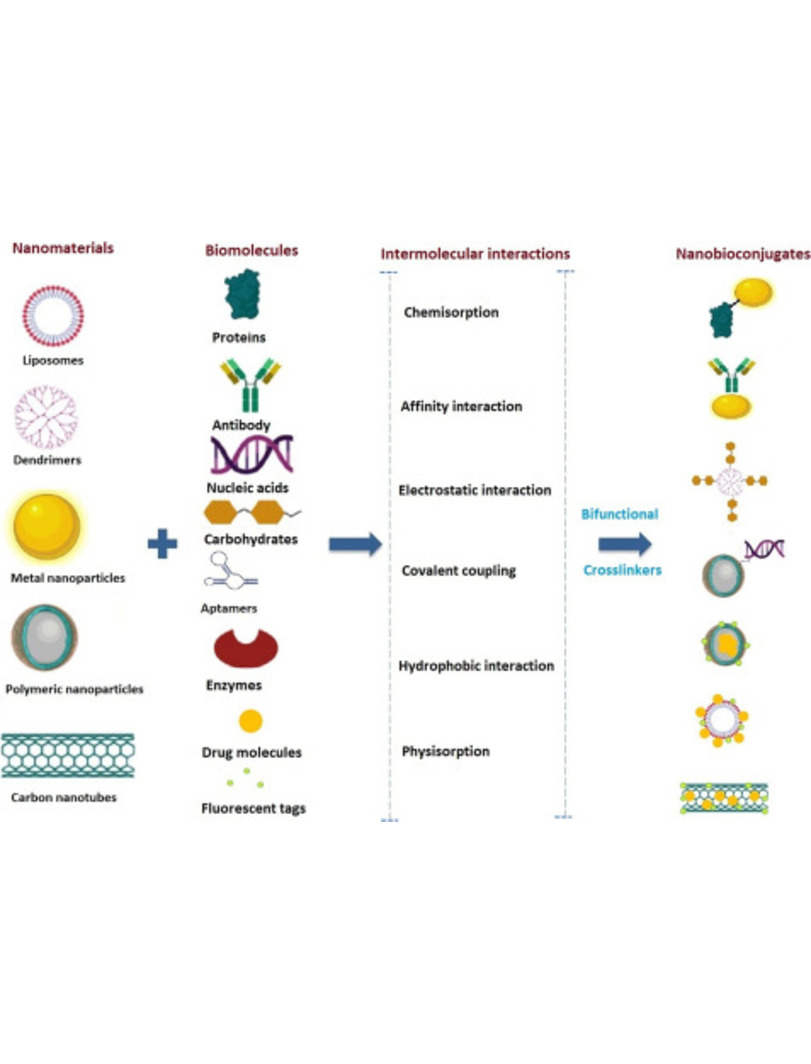 Nanomaterials
Liposomes
Dendrimers
Metal nanoparticles
Polymeric nanoparticles
Carbon nanotubes
Biomolecules
Proteins
Antibody
Nucleic acids
Carbohydrates
Aptamers
Enzymes
Drug molecules
Fluorescent tags
Intermolecular interactions
Chemisorption
Affinity interaction
Electrostatic interaction
Covalent coupling
Hydrophobic interaction
Physisorption
Bifunctional
Crosslinkers
Nanobioconjugates